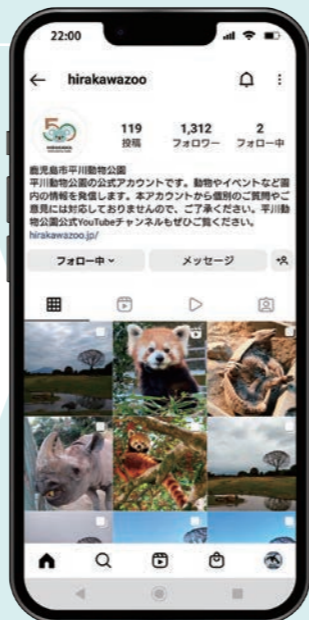 22:00
hirakawazoo
50
119
投稿
1,312
フォロワー
2
フォロー中
鹿児島市平川動物公園
平川動物公園の公式アカウントです。動物やイベントなど園
内の情報を発信します。本アカウントから個別のご質問やご
意見には対応しておりませんので、ご了承ください。平川動
物公園公式YouTubeチャンネルもぜひご覧ください。
hirakawazoo.jp/
フォロー中
メッセージ